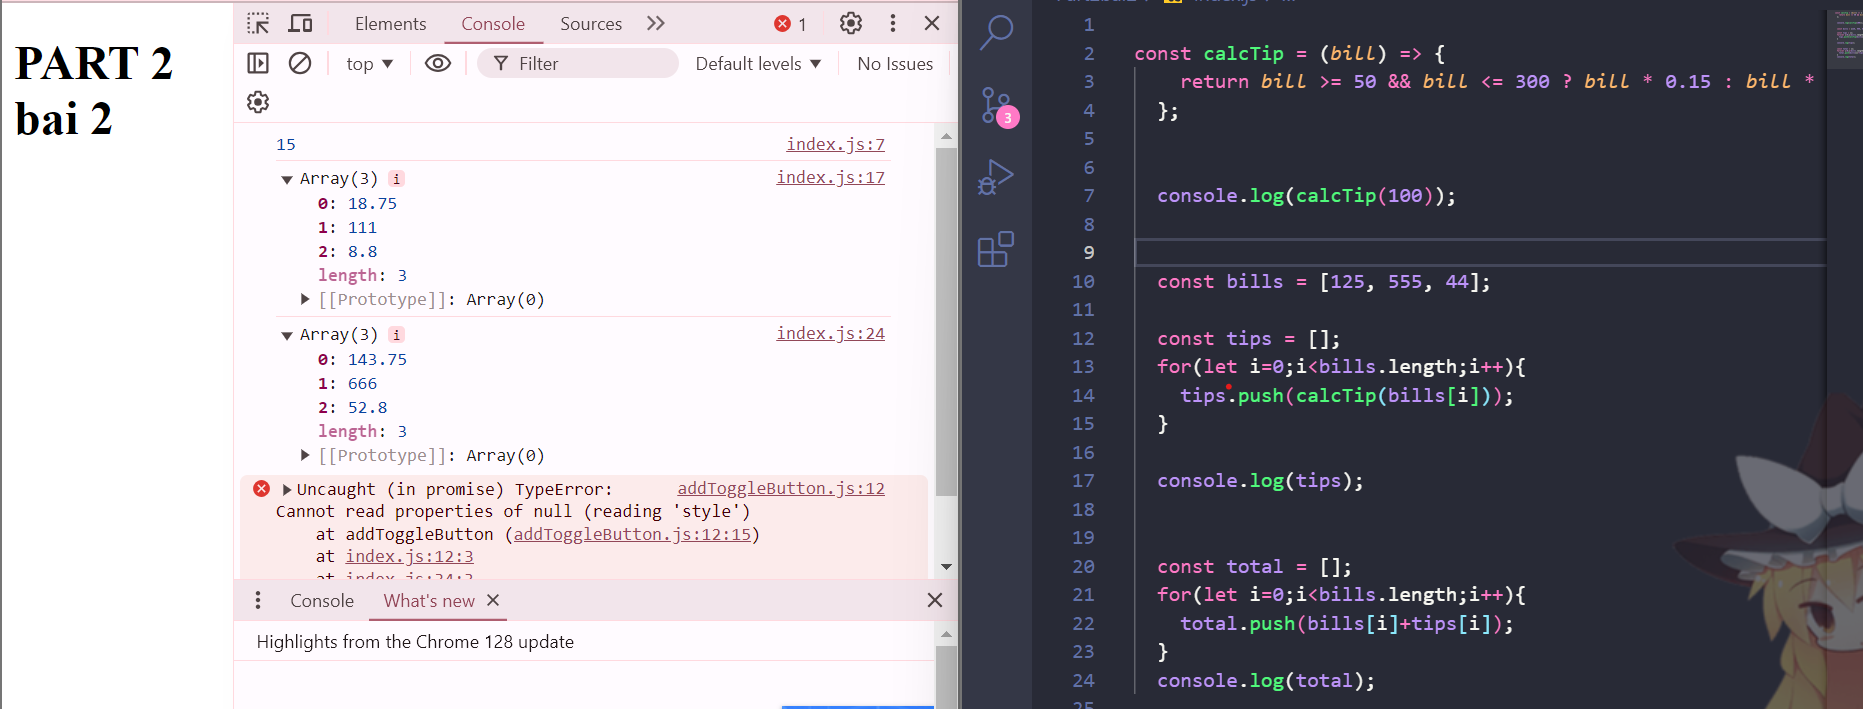 PART 2
bai 2
Elements Console Sources 1
top Filter Default levels No Issues
15 index.js:7
Array(3) i index.js:17
0: 18.75
1: 111
2: 8.8
length: 3
[[Prototype]]: Array(0)
Array(3) i index.js:24
0: 143.75
1: 666
2: 52.8
length: 3
[[Prototype]]: Array(0)
Uncaught (in promise) TypeError: addToggleButton.js:12
Cannot read properties of null (reading 'style')
at addToggleButton (addToggleButton.js:12:15)
at index.js:12:3
Console What's new
Highlights from the Chrome 128 update
3
1
2 const calcTip = (bill) => {
3 return bill >= 50 && bill <= 300 ? bill * 0.15 : bill *
4 };
5
6
7 console.log(calcTip(100));
8
9
10 const bills = [125, 555, 44];
11
12 const tips = [];
13 for(let i=0;i<bills.length;i++){
14 tips.push(calcTip(bills[i]));
15 }
16
17 console.log(tips);
18
19
20 const total = [];
21 for(let i=0;i<bills.length;i++){
22 total.push(bills[i]+tips[i]);
23 }
24 console.log(total);